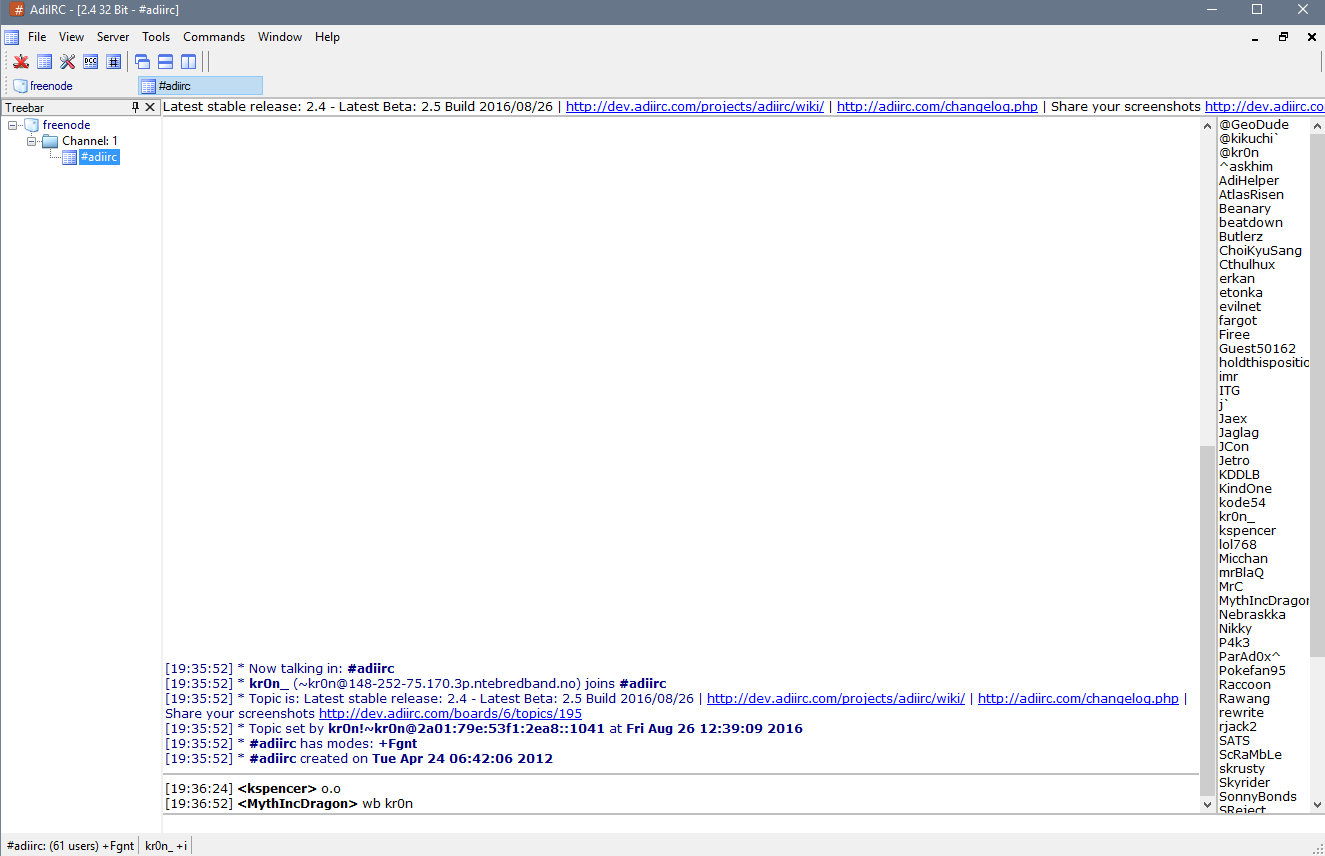 AdiIRC - [2.4 32 Bit - #adiirc]
File View Server Tools Commands Window Help
DCC #
freenode #adiirc
Treebar
Latest stable release: 2.4 - Latest Beta: 2.5 Build 2016/08/26 | http://dev.adiirc.com/projects/adiirc/wiki/ | http://adiirc.com/changelog.php | Share your screenshots http://dev.adiirc.co
freenode
Channel: 1
#adiirc
[19:35:52] * Now talking in: #adiirc
[19:35:52] * kr0n_ (~kr0n@148-252-75.170.3p.ntebredband.no) joins #adiirc
[19:35:52] * Topic is: Latest stable release: 2.4 - Latest Beta: 2.5 Build 2016/08/26 | http://dev.adiirc.com/projects/adiirc/wiki/ | http://adiirc.com/changelog.php |
Share your screenshots http://dev.adiirc.com/boards/6/topics/195
[19:35:52] * Topic set by kr0n!~kr0n@2a01:79e:53f1:2ea8::1041 at Fri Aug 26 12:39:09 2016
[19:35:52] * #adiirc has modes: +Fgnt
[19:35:52] * #adiirc created on Tue Apr 24 06:42:06 2012
[19:36:24] <kspencer> o.o
[19:36:52] <MythIncDragon> wb kr0n
@GeoDude
@kikuchi`
@kr0n
^askhim
AdiHelper
AtlasRisen
Beanary
beatdown
Butlerz
ChoiKyuSang
Cthulhux
erkan
etonka
evilnet
fargot
Firee
Guest50162
holdthispositio
imr
ITG
j`
Jaex
Jaglag
JCon
Jetro
KDDLB
KindOne
kode54
kr0n_
kspencer
lol768
Micchan
mrBlaQ
MrC
MythIncDragon
Nebraskka
Nikky
P4k3
ParAd0x^
Pokefan95
Raccoon
Rawang
rewrite
rjack2
SATS
ScRaMbLe
skrusty
Skyrider
SonnyBonds
SReject
#adiirc: (61 users) +Fgnt kr0n_ +i